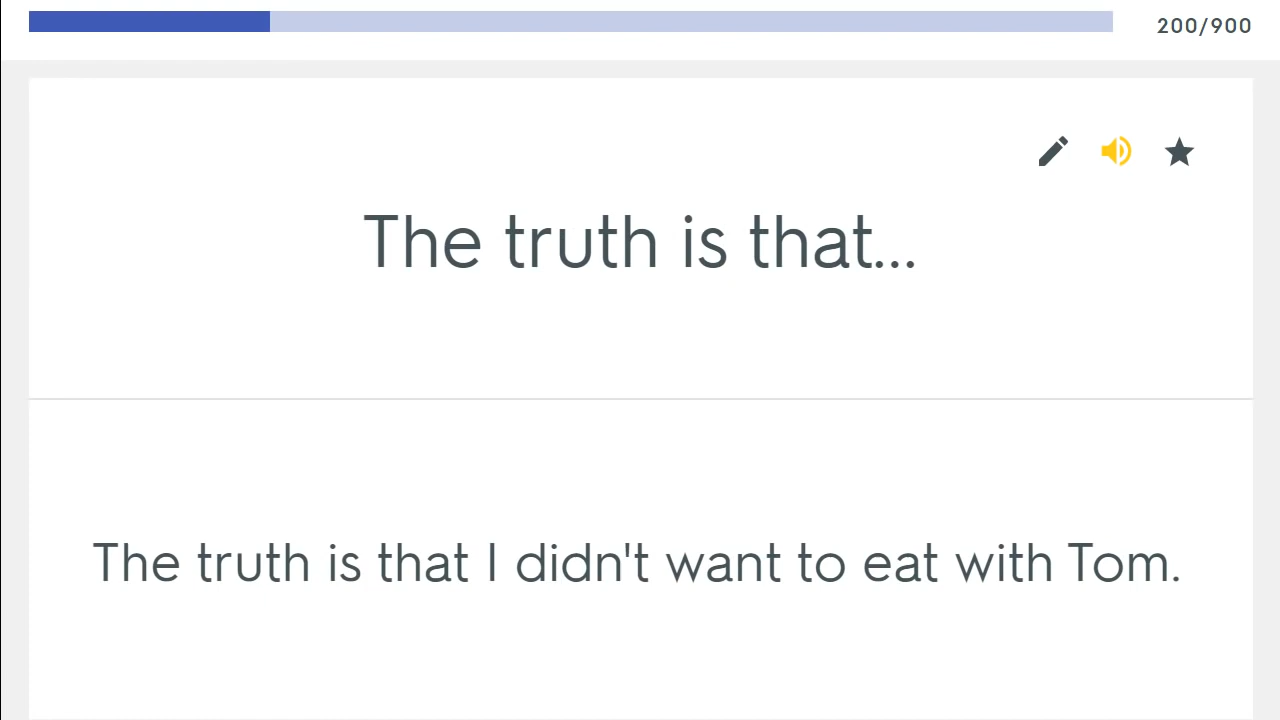 200/900
The truth is that...
The truth is that I didn't want to eat with Tom.